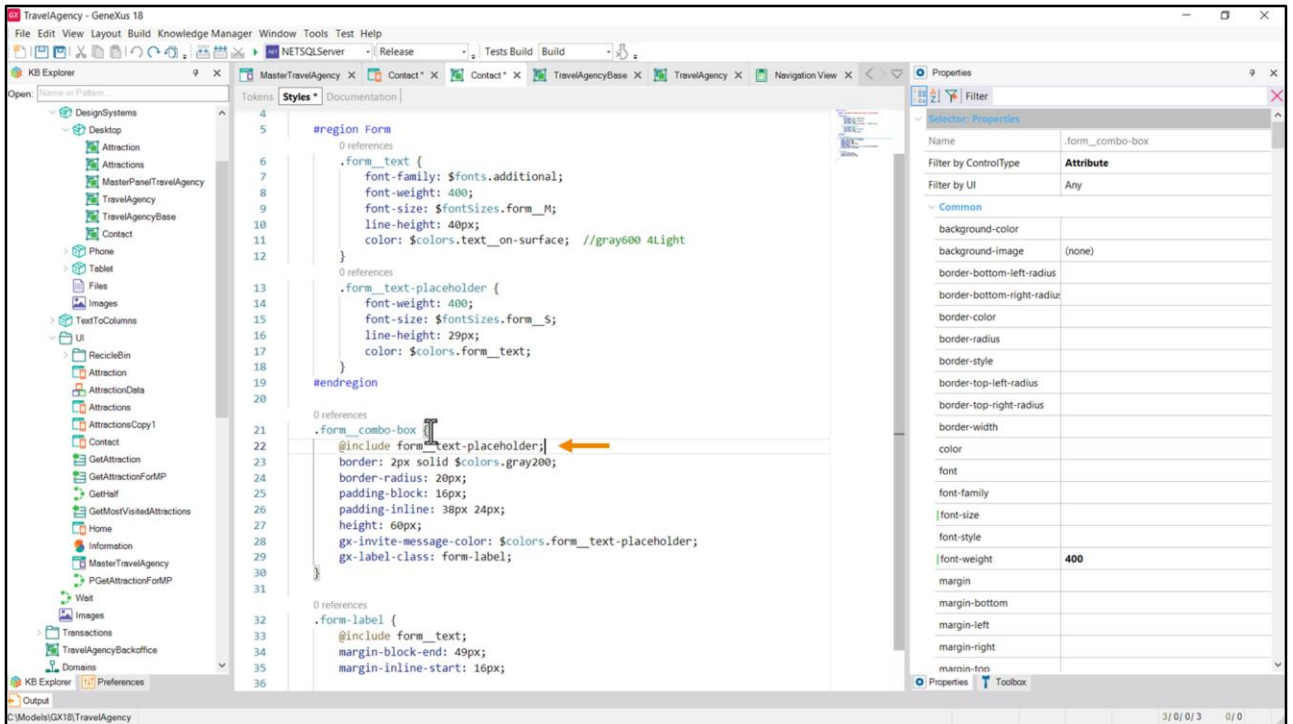 TravelAgency - GeneXus 18
File Edit View Layout Build Knowledge Manager Window Tools Test Help
NETSQLServer Release Tests Build Build
KB Explorer
Open: Name or Pattern
DesignSystems
Desktop
Attraction
Attractions
MasterPanelTravelAgency
TravelAgency
TravelAgencyBase
Contact
Phone
Tablet
Files
Images
TextToColumns
UI
RecicleBin
Attraction
AttractionData
Attractions
AttractionsCopy1
Contact
GetAttraction
GetAttractionForMP
GetHalf
GetMostVisitedAttractions
Home
Information
MasterTravelAgency
PGetAttractionForMP
Wait
Images
Transactions
TravelAgencyBackoffice
Domains
KB Explorer Preferences
MasterTravelAgency Contact * Contact * TravelAgencyBase TravelAgency Navigation View
Tokens Styles * Documentation
4
5 #region Form
0 references
6 .form__text {
7 font-family: $fonts.additional;
8 font-weight: 400;
9 font-size: $fontSizes.form__M;
10 line-height: 40px;
11 color: $colors.text__on-surface; //gray600 4Light
12 }
0 references
13 .form__text-placeholder {
14 font-weight: 400;
15 font-size: $fontSizes.form__S;
16 line-height: 29px;
17 color: $colors.form__text;
18 }
19 #endregion
20
0 references
21 .form__combo-box {
22 @include form__text-placeholder;
23 border: 2px solid $colors.gray200;
24 border-radius: 20px;
25 padding-block: 16px;
26 padding-inline: 38px 24px;
27 height: 60px;
28 gx-invite-message-color: $colors.form__text-placeholder;
29 gx-label-class: form-label;
30 }
31
0 references
32 .form-label {
33 @include form__text;
34 margin-block-end: 49px;
35 margin-inline-start: 16px;
36
Properties
Filter
Selector: Properties
Name .form__combo-box
Filter by ControlType Attribute
Filter by UI Any
Common
background-color
background-image (none)
border-bottom-left-radius
border-bottom-right-radius
border-color
border-radius
border-style
border-top-left-radius
border-top-right-radius
border-width
color
font
font-family
font-size
font-style
font-weight 400
margin
margin-bottom
margin-left
margin-right
margin-top
Properties Toolbox
Output
C:\Models\GX18\TravelAgency 3/0/0/3 0/0